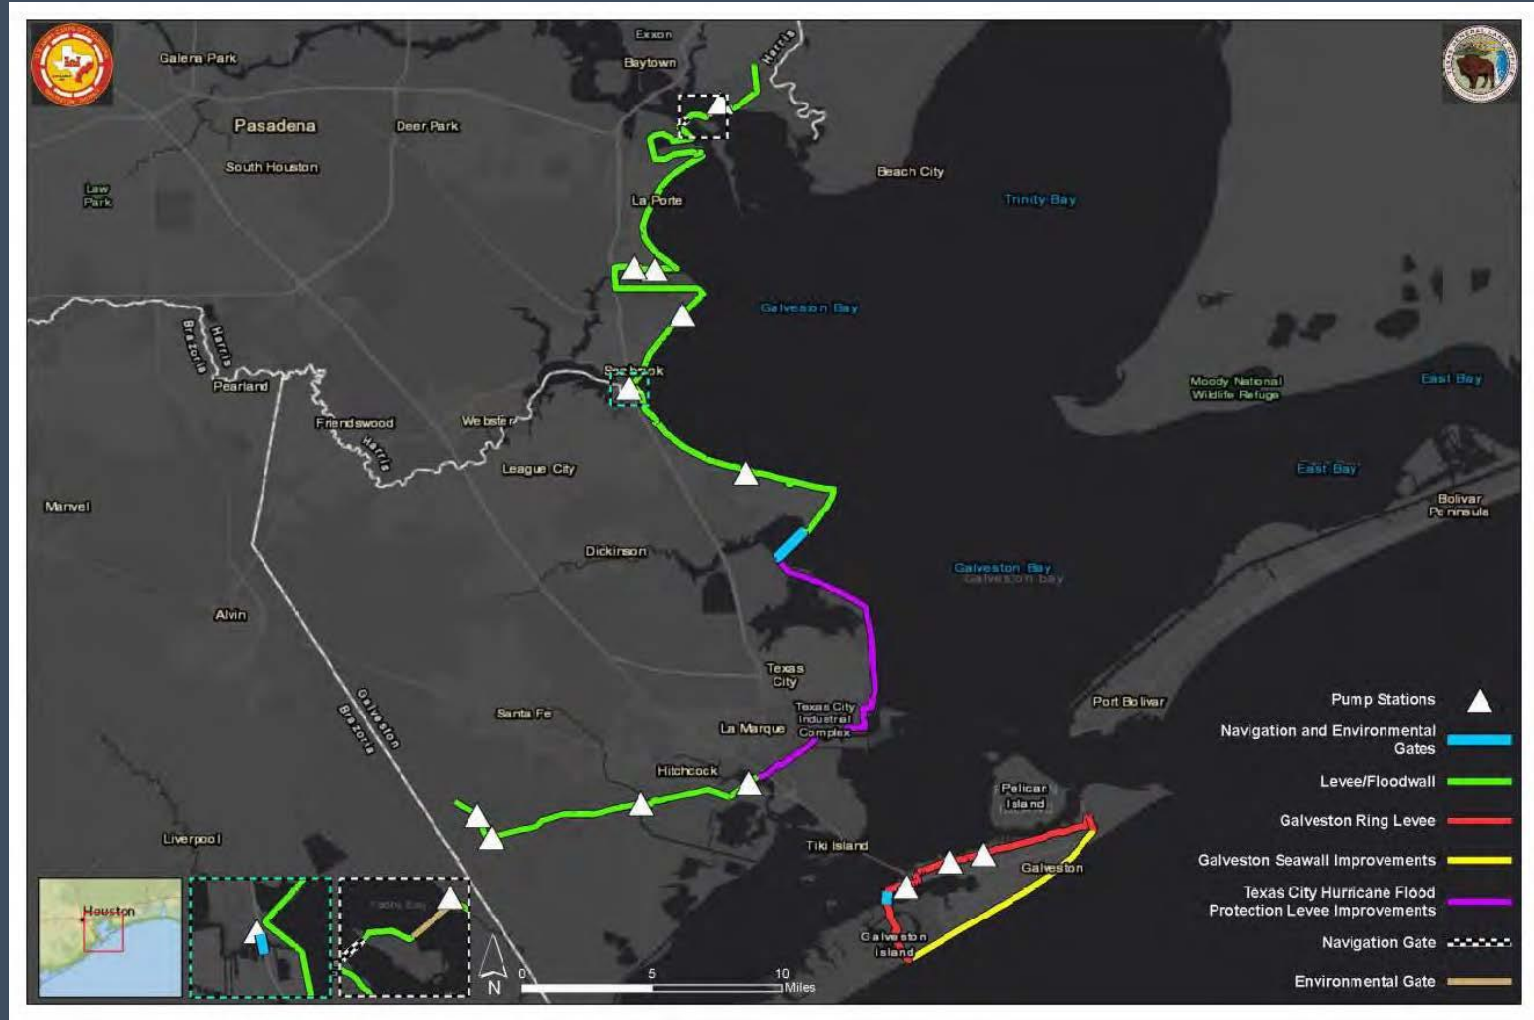 Exxon
Baytown
Harris
Galena Park
Pasadena
Deer Park
South Houston
Law
Park
La Porte
Beach City
Trinity Bay
Galveston Bay
Harris
Brazoria
Pearland
Seabrook
Friendswood
Harris
Webster
League City
Moody National
Wildlife Refuge
East Bay
East Bay
Bolivar
Peninsula
Manvel
Dickinson
Galveston Bay
Galveston bay
Alvin
Texas
City
Texas City
Industrial
Complex
Santa Fe
La Marque
Port Bolivar
Galveston
Brazoria
Hitchcock
Pelican
Island
Liverpool
Tiki Island
Galveston
Galveston
Island
Pump Stations
Navigation and Environmental
Gates
Levee/Floodwall
Galveston Ring Levee
Galveston Seawall Improvements
Texas City Hurricane Flood
Protection Levee Improvements
Navigation Gate
Environmental Gate
Houston
N
0 5 10
Miles